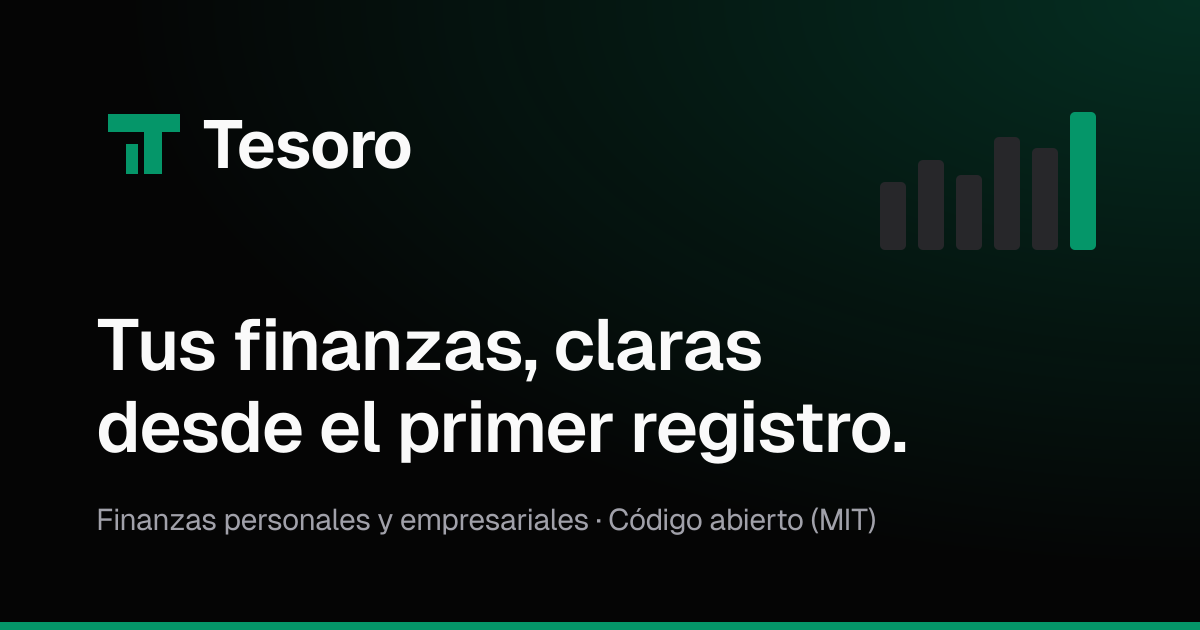 Tesoro
Tus finanzas, claras
desde el primer registro.
Finanzas personales y empresariales · Código abierto (MIT)